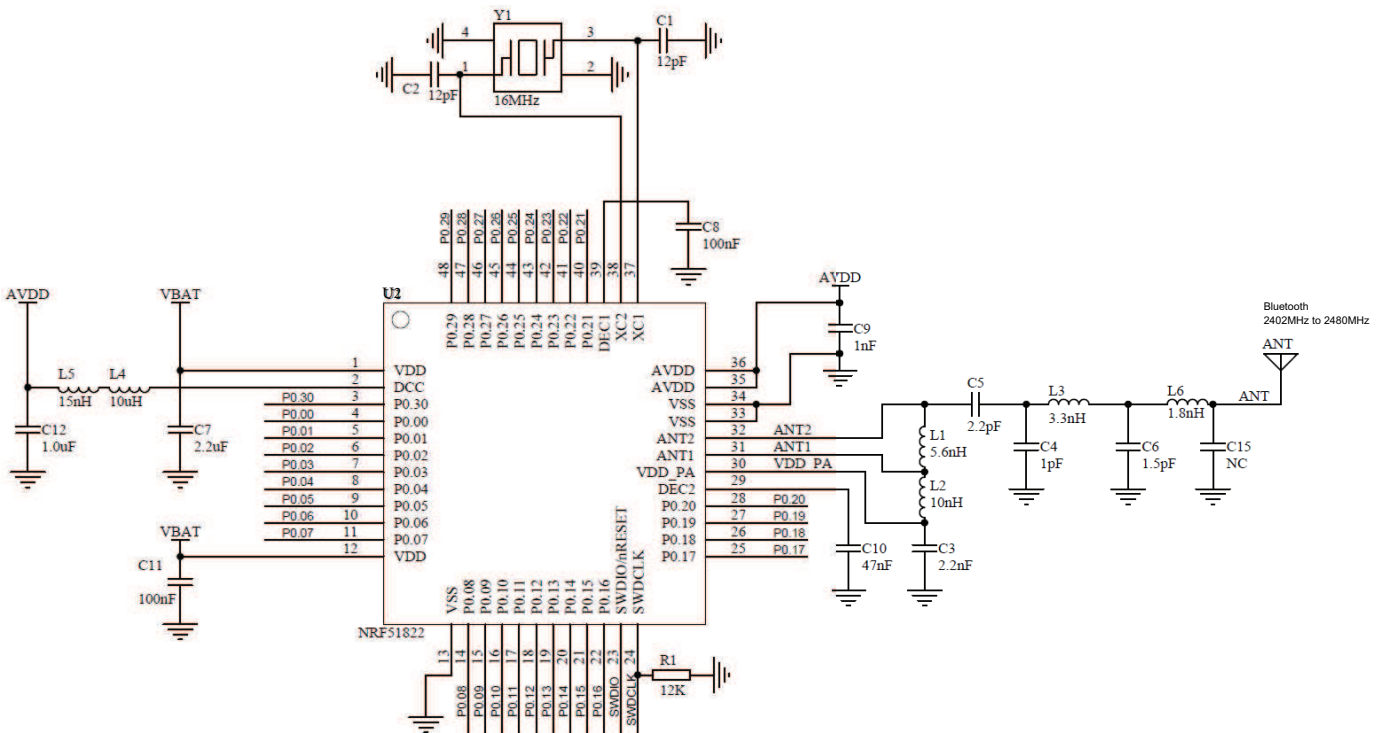 Y1
4
3
1
2
16MHz
C1
12pF
C2
12pF
C8
100nF
P0.29
P0.28
P0.27
P0.26
P0.25
P0.24
P0.23
P0.22
P0.21
48
47
46
45
44
43
42
41
40
39
38
37
U2
P0.29
P0.28
P0.27
P0.26
P0.25
P0.24
P0.23
P0.22
P0.21
DEC1
XC2
XC1
AVDD
VBAT
L5
15nH
L4
10uH
C12
1.0uF
C7
2.2uF
VBAT
C11
100nF
1 VDD
2 DCC
P0.30 3 P0.30
P0.00 4 P0.00
P0.01 5 P0.01
P0.02 6 P0.02
P0.03 7 P0.03
P0.04 8 P0.04
P0.05 9 P0.05
P0.06 10 P0.06
P0.07 11 P0.07
12 VDD
AVDD
C9
1nF
AVDD 36
AVDD 35
VSS 34
VSS 33
ANT2 32 ANT2
ANT1 31 ANT1
VDD_PA 30 VDD_PA
DEC2 29
P0.20 28 P0.20
P0.19 27 P0.19
P0.18 26 P0.18
P0.17 25 P0.17
L1
5.6nH
L2
10nH
C10
47nF
C3
2.2nF
C5
2.2pF
C4
1pF
L3
3.3nH
C6
1.5pF
L6
1.8nH
C15
NC
ANT
Bluetooth
2402MHz to 2480MHz
ANT
VSS
P0.08
P0.09
P0.10
P0.11
P0.12
P0.13
P0.14
P0.15
P0.16
SWDIO/nRESET
SWDCLK
NRF51822
13
14
15
16
17
18
19
20
21
22
23
24
P0.08
P0.09
P0.10
P0.11
P0.12
P0.13
P0.14
P0.15
P0.16
SWDIO
SWDCLK
R1
12K